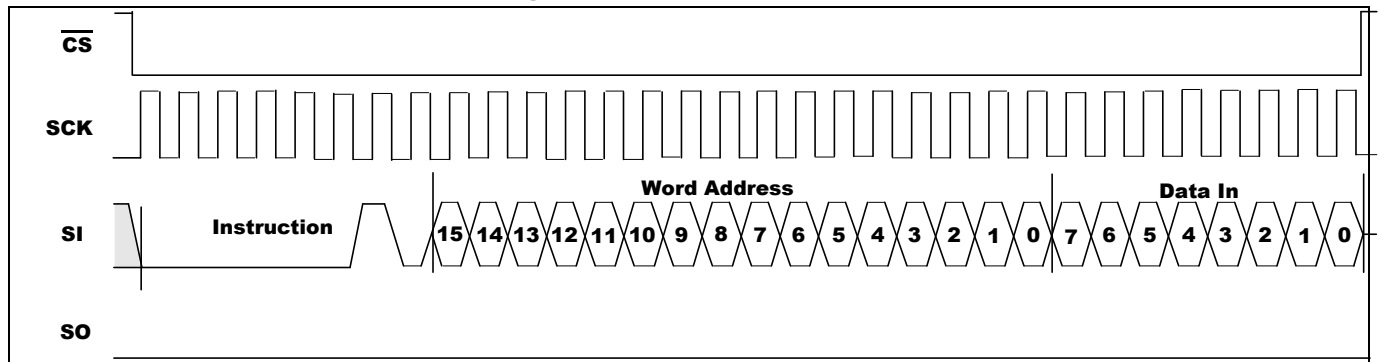 CS
SCK
Word Address
Data In
SI
Instruction
15 14 13 12 11 10 9 8 7 6 5 4 3 2 1 0 7 6 5 4 3 2 1 0
SO